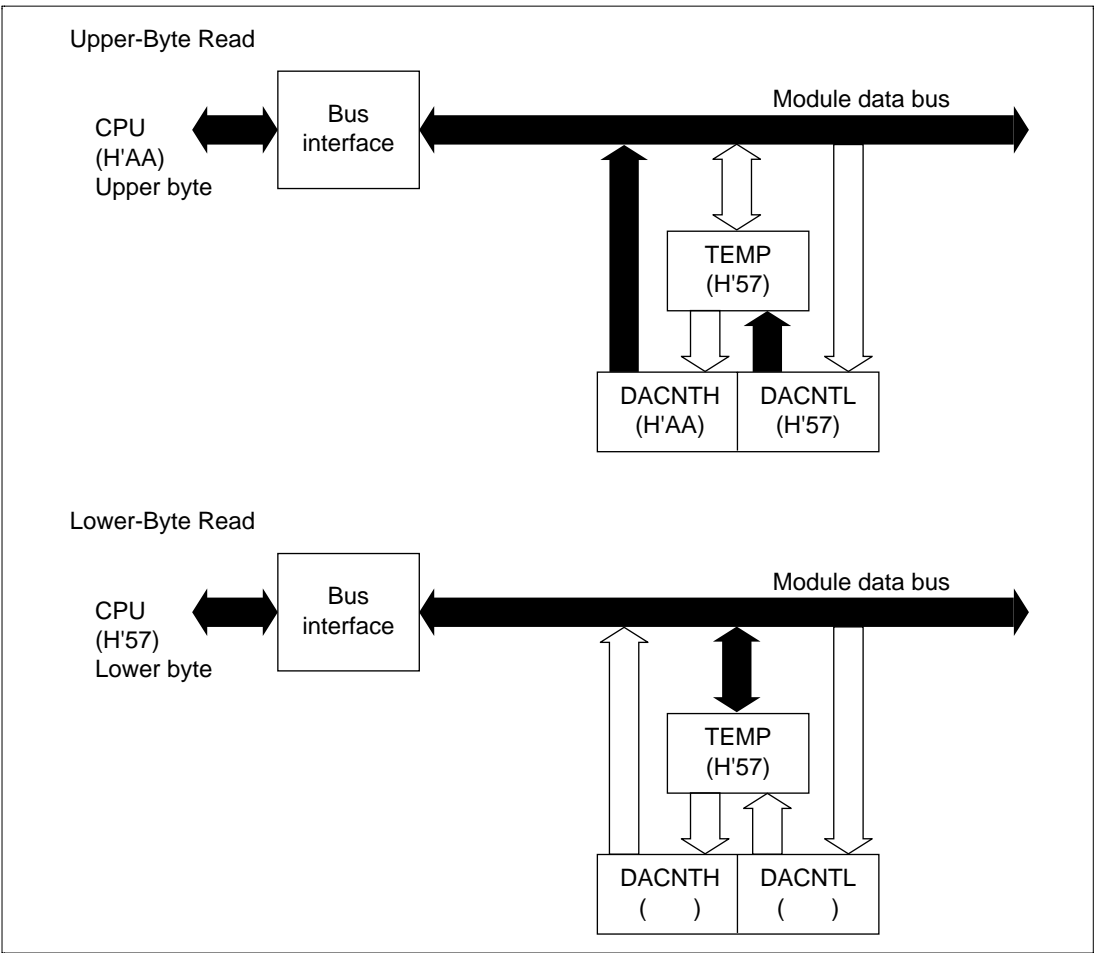 Upper-Byte Read
CPU
(H'AA)
Upper byte
Bus
interface
Module data bus
TEMP
(H'57)
DACNTH
(H'AA)
DACNTL
(H'57)
Lower-Byte Read
CPU
(H'57)
Lower byte
Bus
interface
Module data bus
TEMP
(H'57)
DACNTH
( )
DACNTL
( )